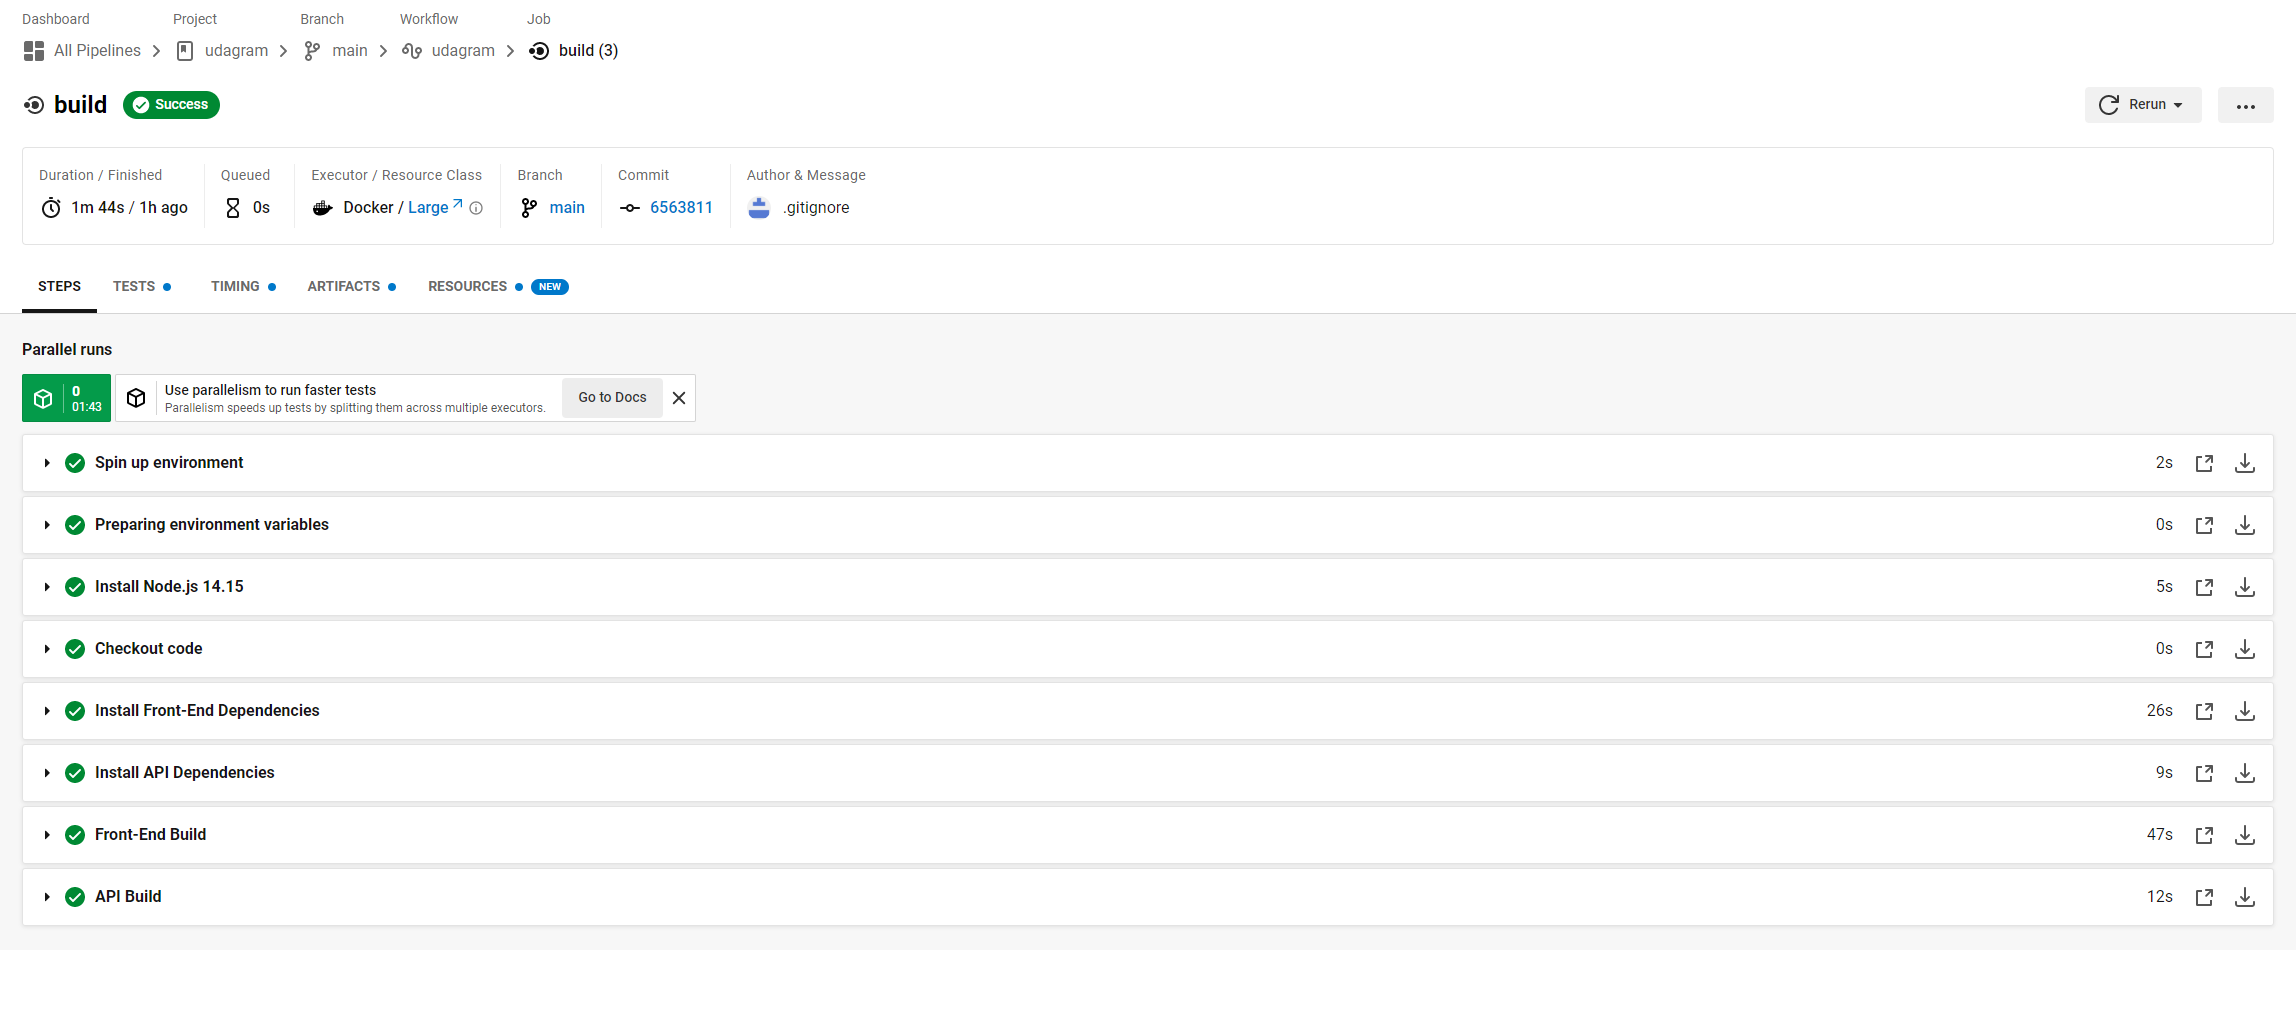 Dashboard Project Branch Workflow Job
All Pipelines udagram main udagram build (3)
build Success Rerun
Duration / Finished Queued Executor / Resource Class Branch Commit Author & Message
1m 44s / 1h ago 0s Docker / Large main 6563811 .gitignore
STEPS TESTS TIMING ARTIFACTS RESOURCES NEW
Parallel runs
0
01:43
Use parallelism to run faster tests
Parallelism speeds up tests by splitting them across multiple executors.
Go to Docs
Spin up environment 2s
Preparing environment variables 0s
Install Node.js 14.15 5s
Checkout code 0s
Install Front-End Dependencies 26s
Install API Dependencies 9s
Front-End Build 47s
API Build 12s